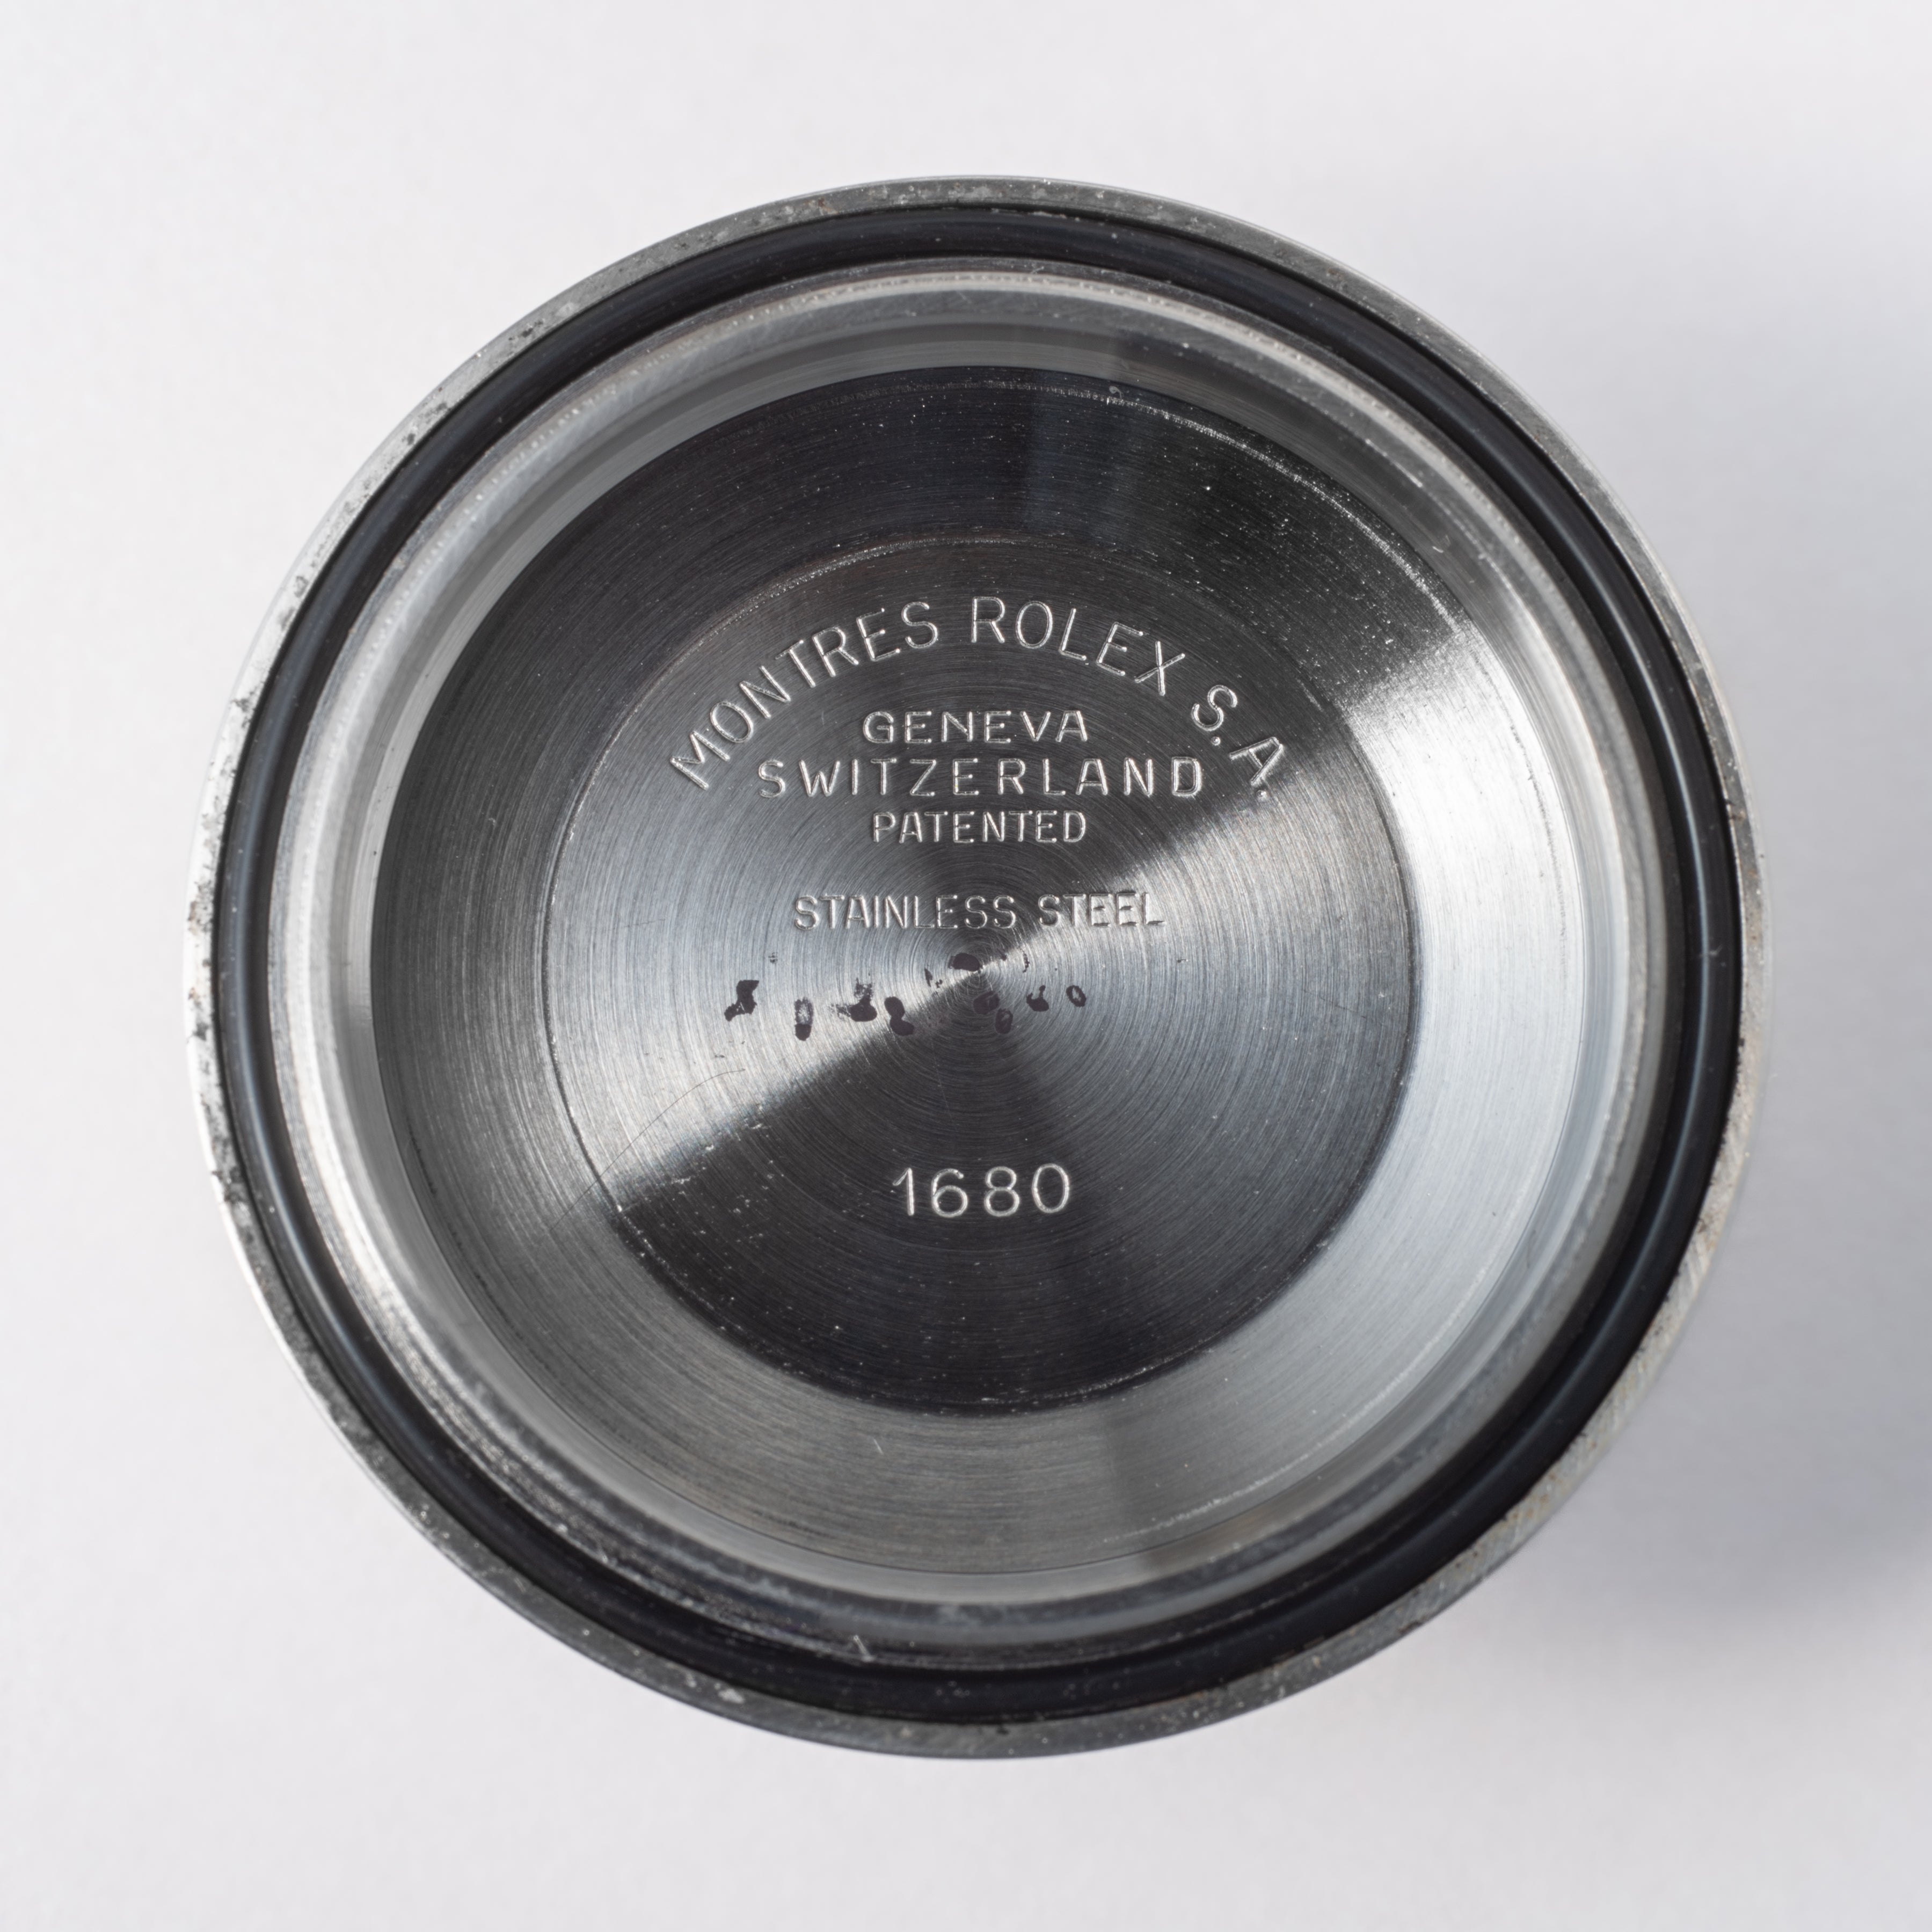 MONTRES ROLEX S.A.
GENEVA
SWITZERLAND
PATENTED
STAINLESS STEEL
1680